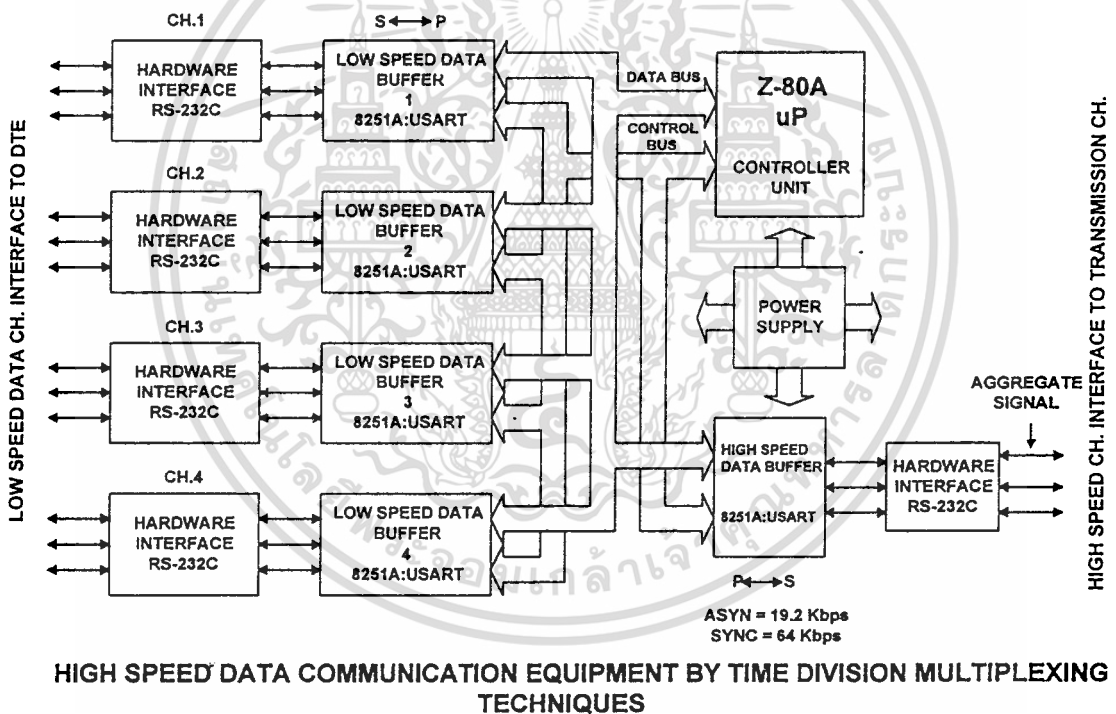 LOW SPEED DATA CH. INTERFACE TO DTE
CH.1
S P
HARDWARE
INTERFACE
RS-232C
LOW SPEED DATA
BUFFER
1
8251A:USART
CH.2
HARDWARE
INTERFACE
RS-232C
LOW SPEED DATA
BUFFER
2
8251A:USART
CH.3
HARDWARE
INTERFACE
RS-232C
LOW SPEED DATA
BUFFER
3
8251A:USART
CH.4
HARDWARE
INTERFACE
RS-232C
LOW SPEED DATA
BUFFER
4
8251A:USART
DATA BUS
CONTROL
BUS
Z-80A
uP
CONTROLLER
UNIT
POWER
SUPPLY
HIGH SPEED
DATA BUFFER
8251A:USART
P S
ASYN = 19.2 Kbps
SYNC = 64 Kbps
HARDWARE
INTERFACE
RS-232C
AGGREGATE
SIGNAL
HIGH SPEED CH. INTERFACE TO TRANSMISSION CH.
HIGH SPEED DATA COMMUNICATION EQUIPMENT BY TIME DIVISION MULTIPLEXING
TECHNIQUES